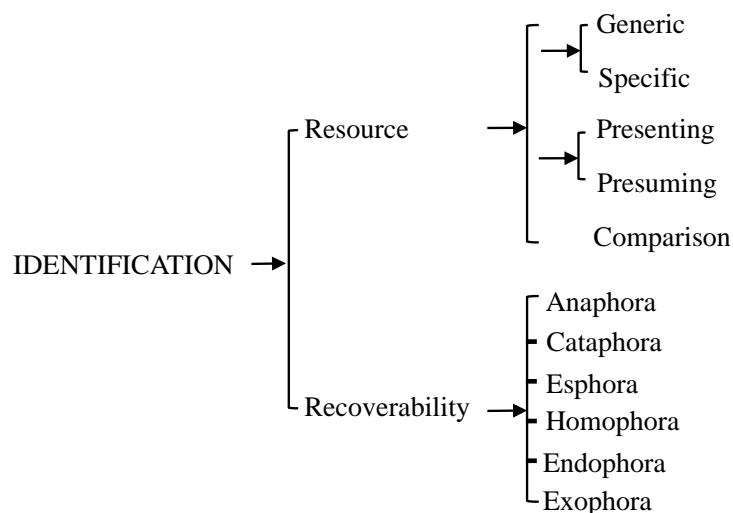 Generic
Specific
Resource
Presenting
Presuming
Comparison
IDENTIFICATION
Anaphora
Cataphora
Esphora
Recoverability
Homophora
Endophora
Exophora